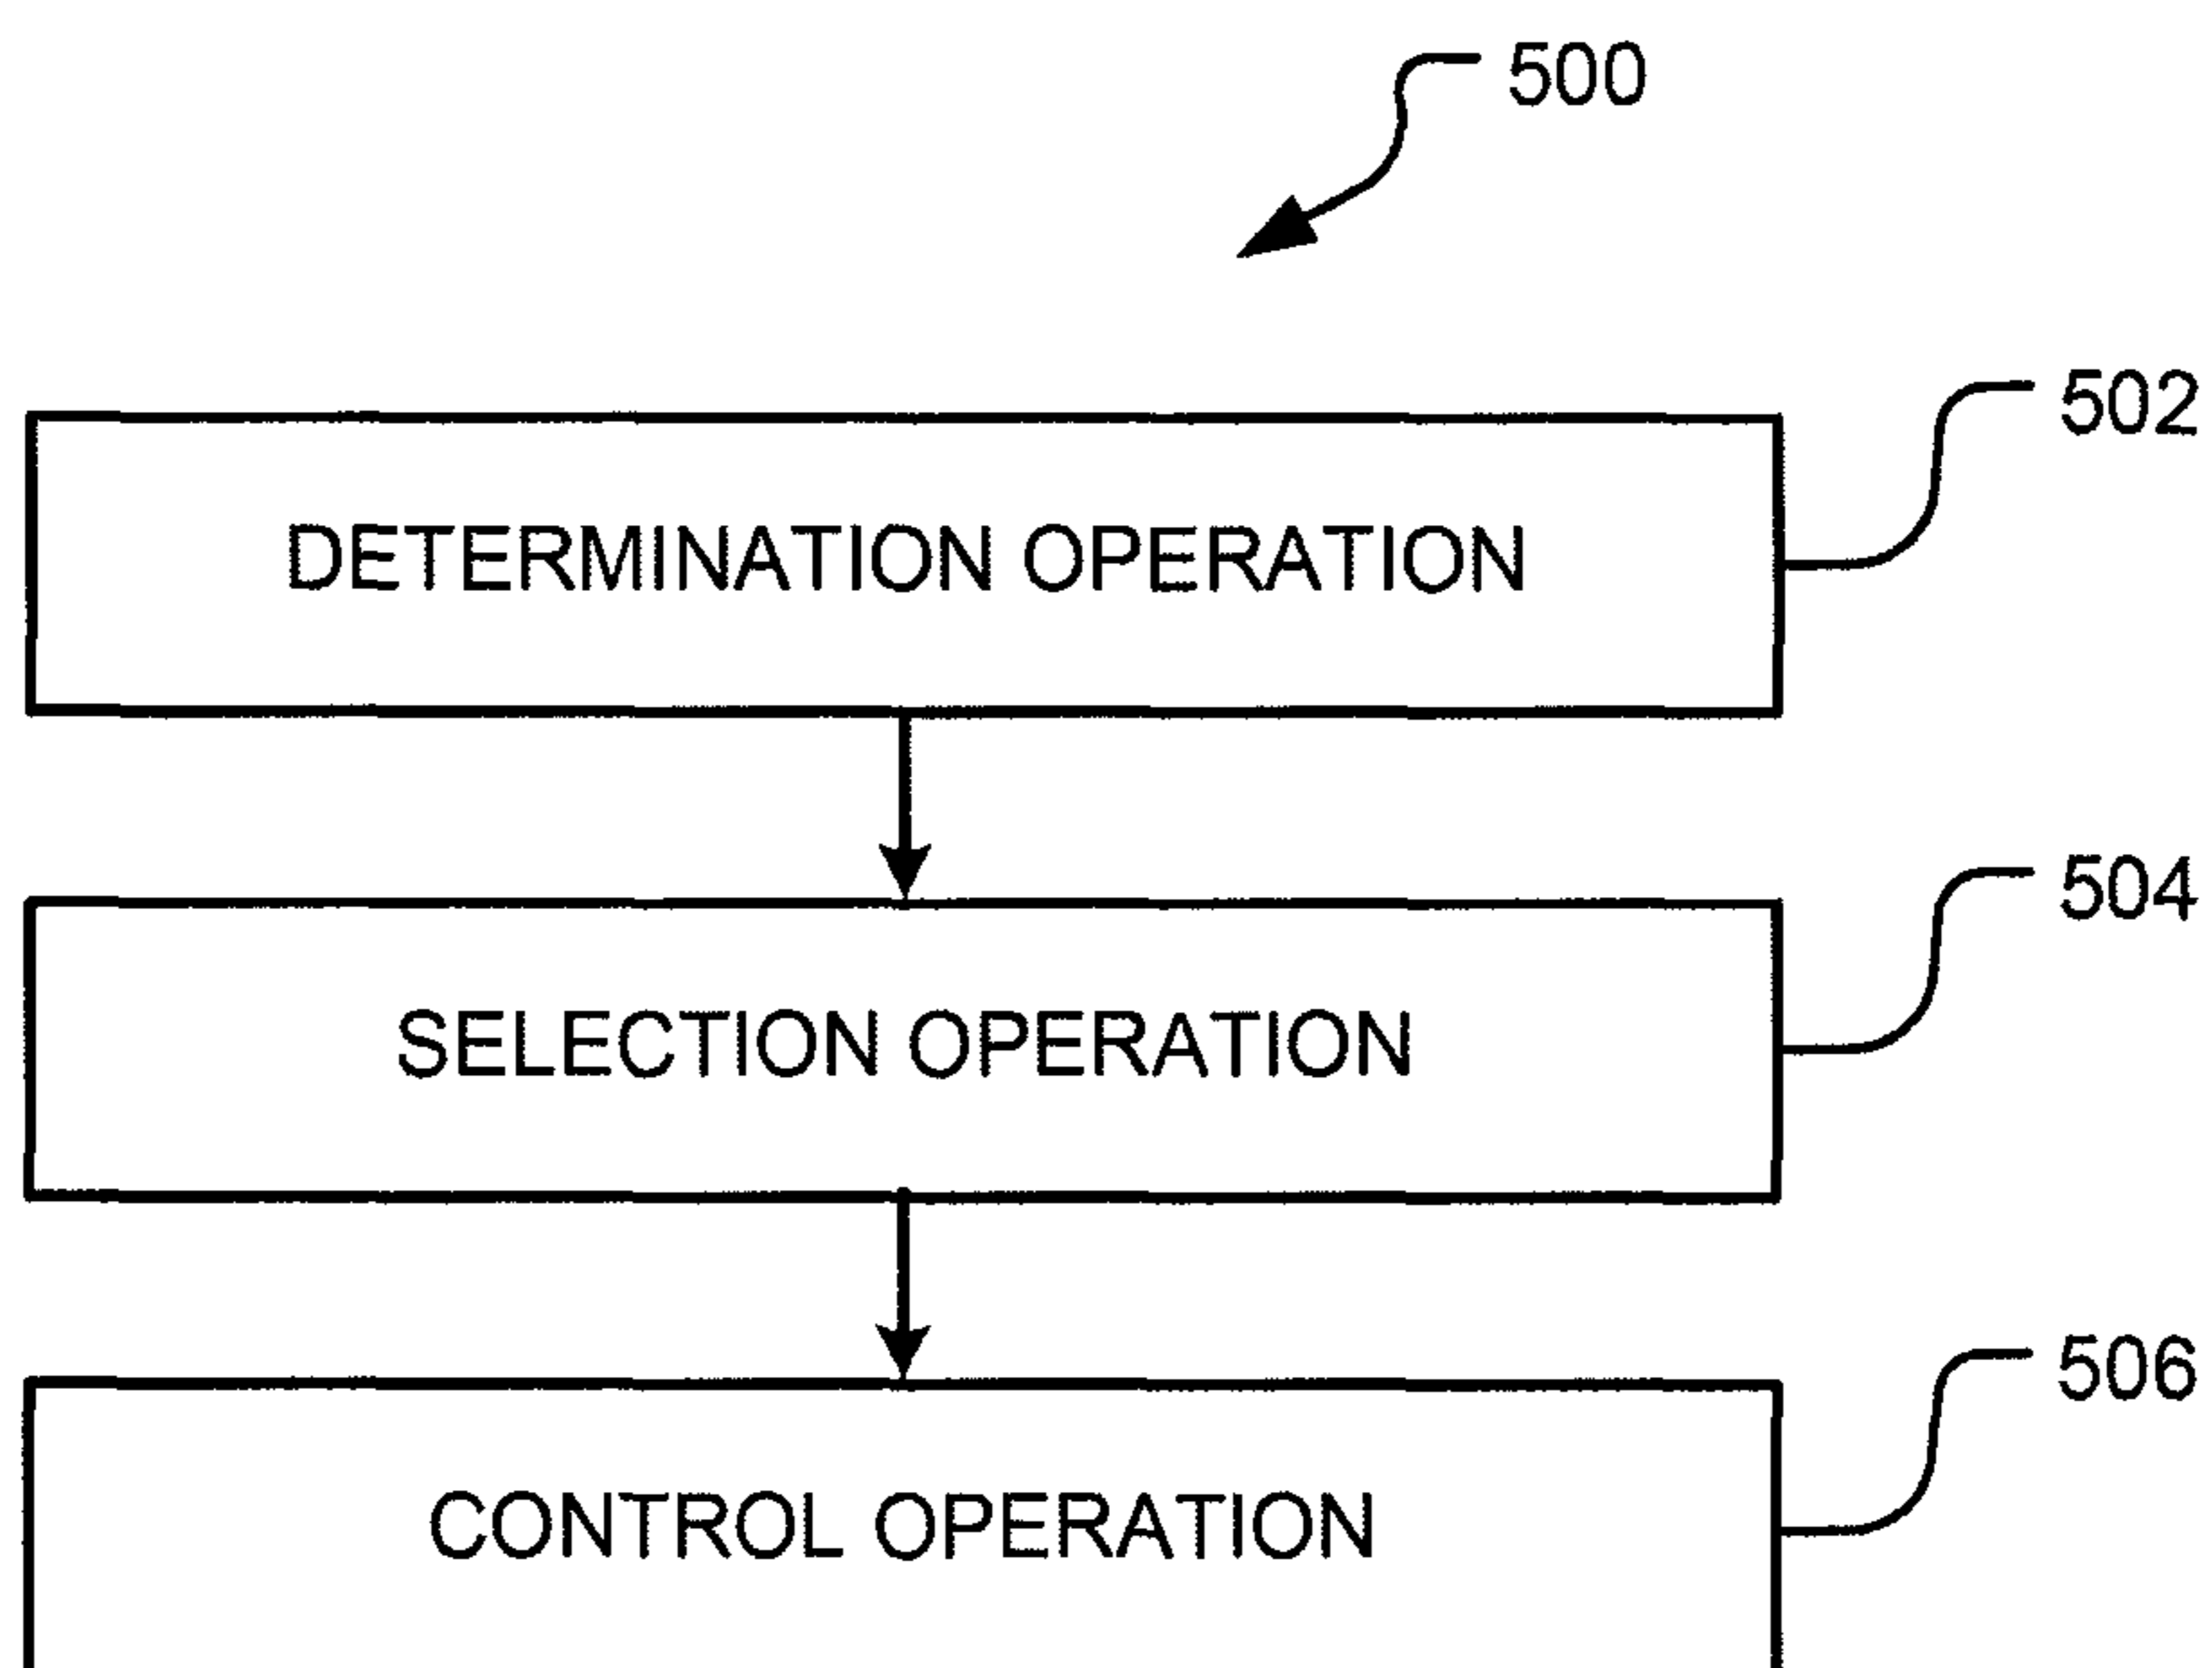 500
502
DETERMINATION OPERATION
504
SELECTION OPERATION
506
CONTROL OPERATION